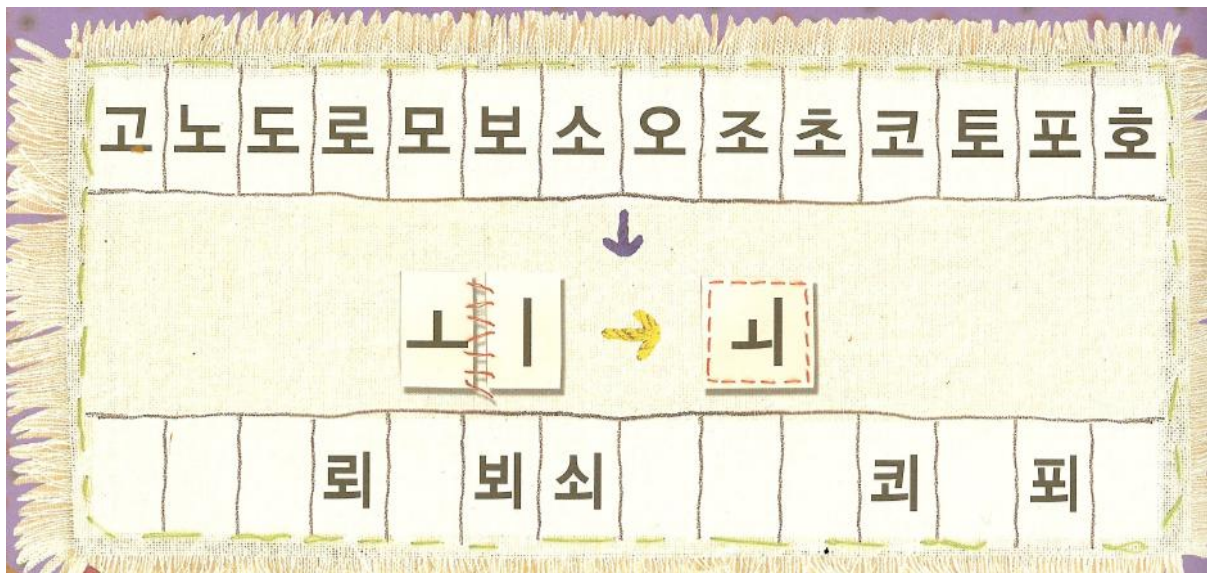 고 노 도 로 모 보 소 오 조 초 코 토 포 호
ㅗ ㅣ ㅚ
뢰 뵈 쇠 쾨 푀